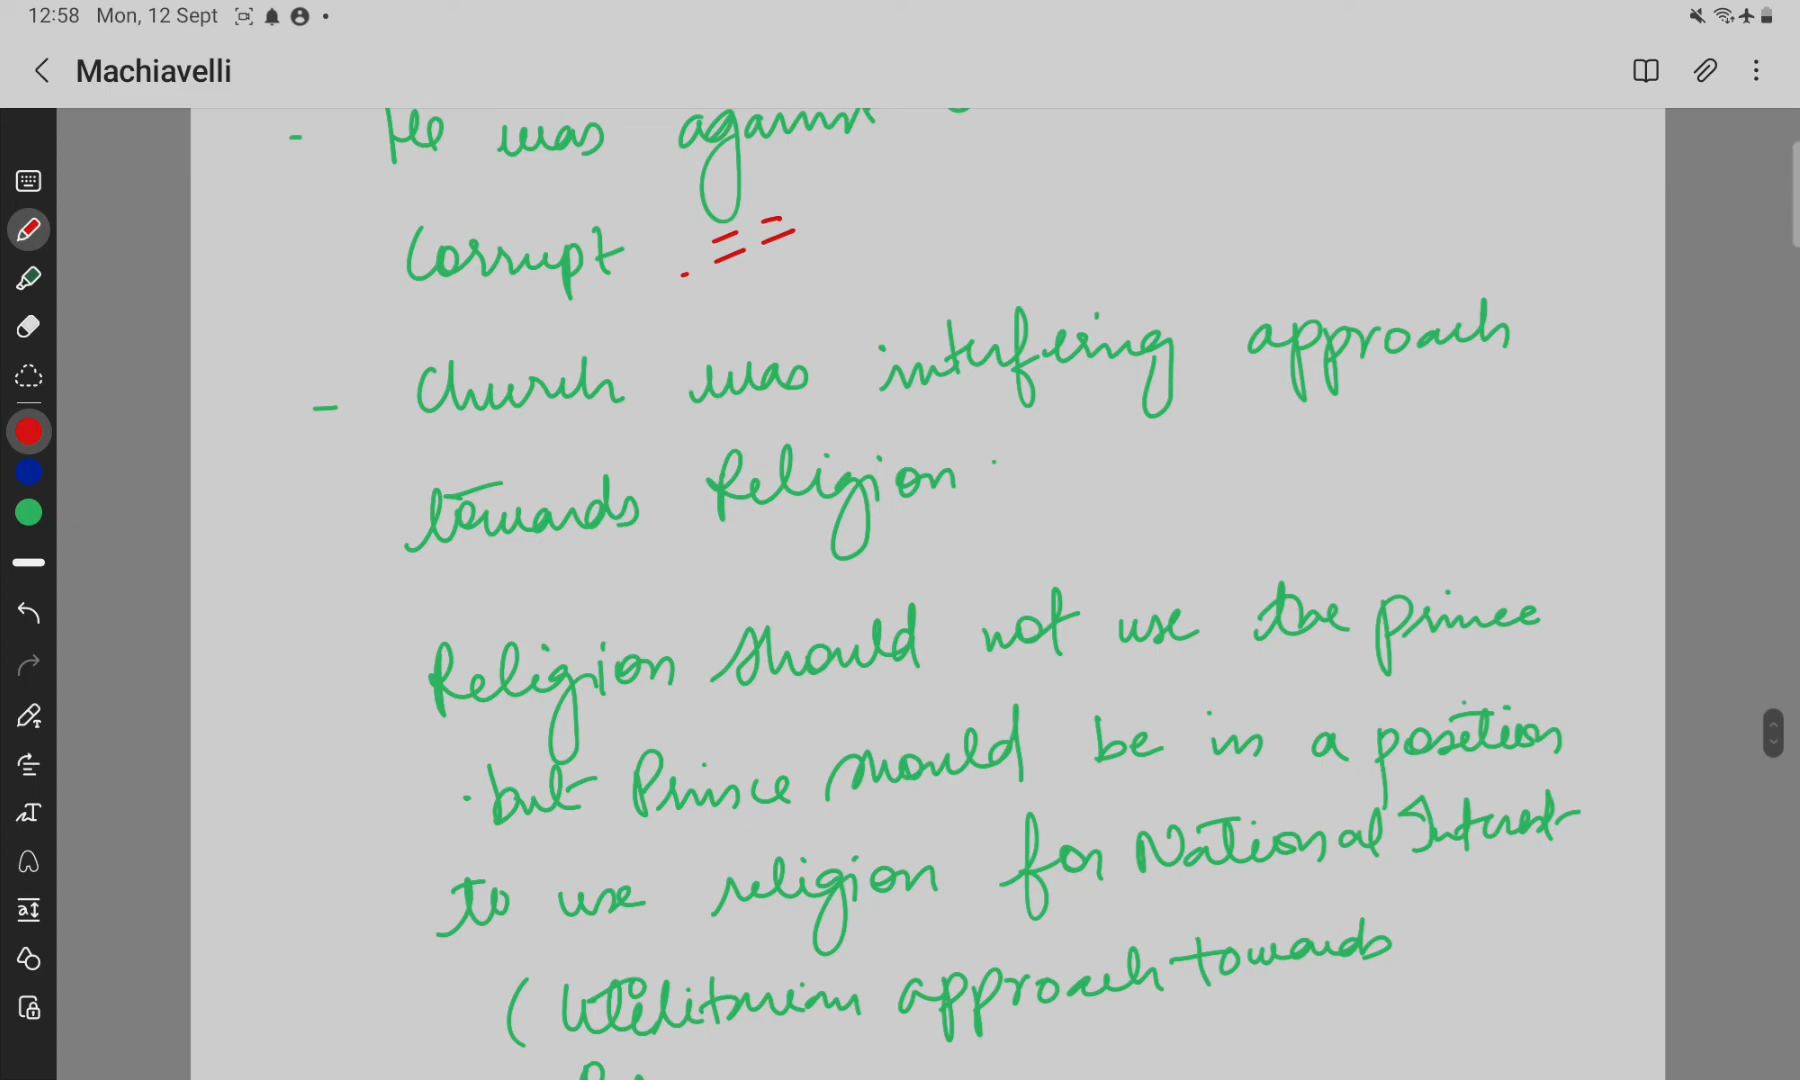 12:58 Mon, 12 Sept
Machiavelli
- He was against
Corrupt
- Church was interfering approach
towards Religion.
Religion should not use the prince
but Prince should be in a position
to use religion for National Interest
(Utilitarian approach towards